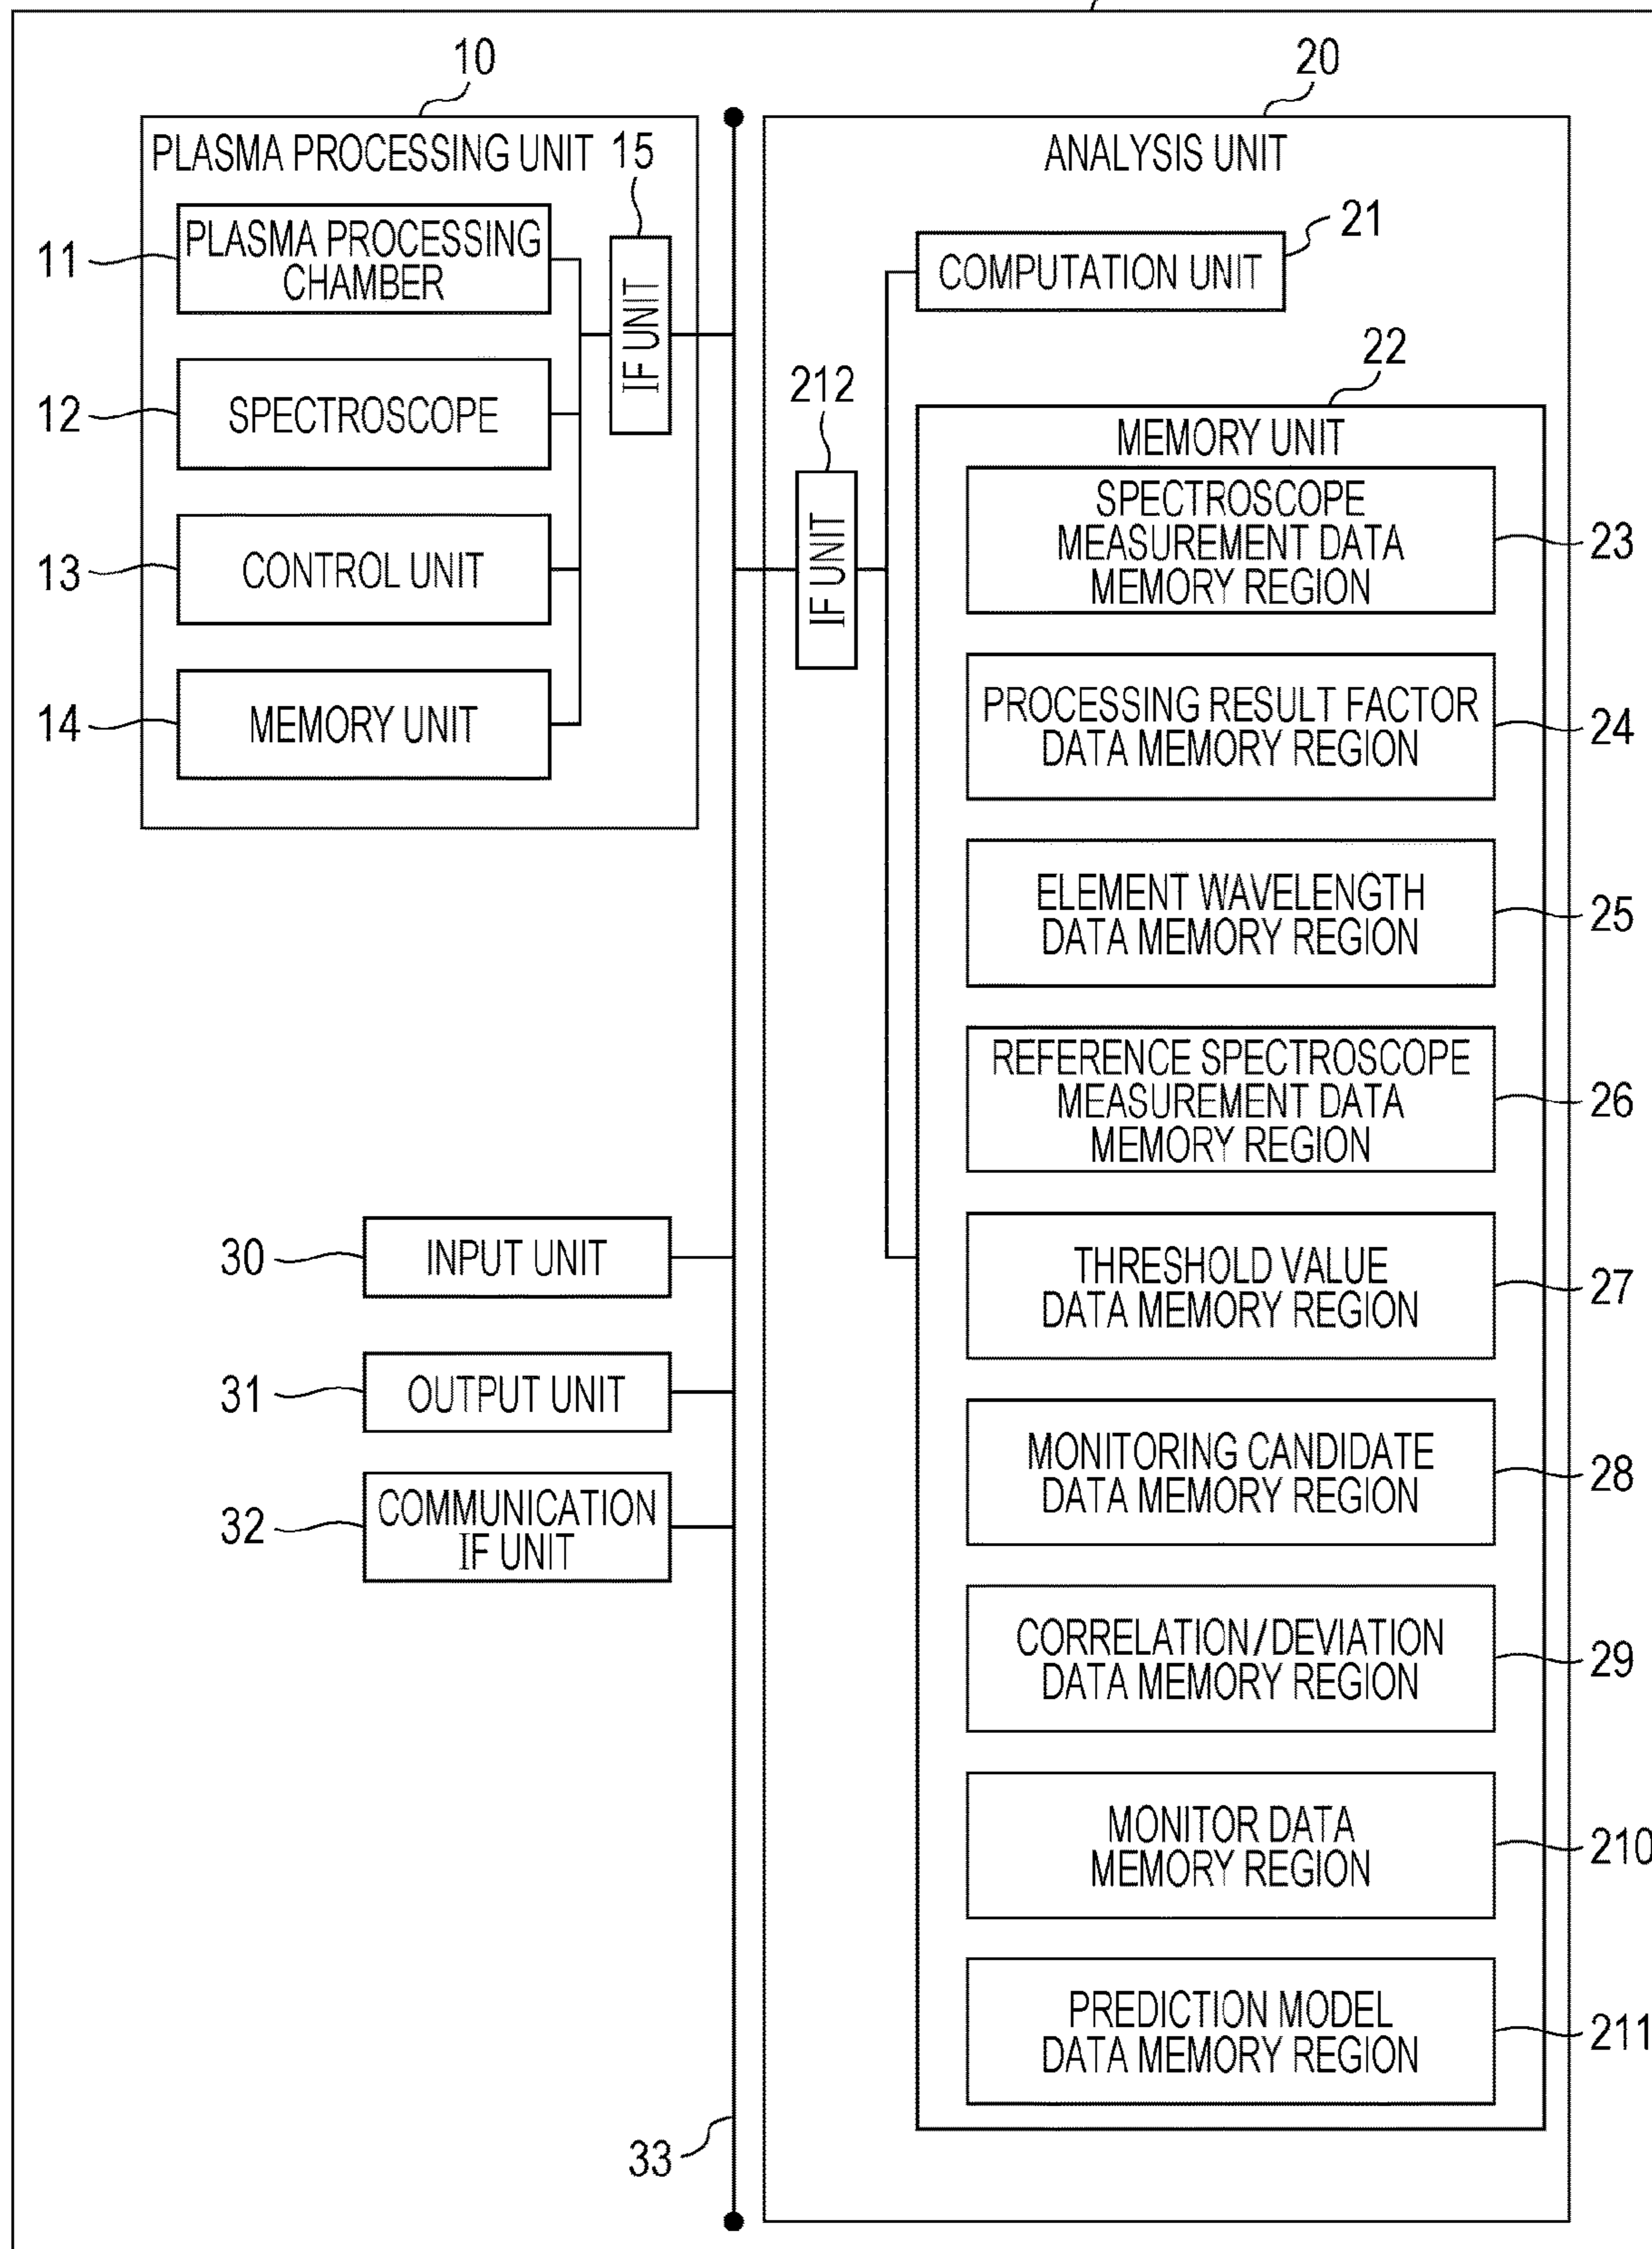 10
20
PLASMA PROCESSING UNIT
15
ANALYSIS UNIT
11
PLASMA PROCESSING
CHAMBER
IF UNIT
21
COMPUTATION UNIT
12
SPECTROSCOPE
212
22
MEMORY UNIT
13
CONTROL UNIT
IF UNIT
SPECTROSCOPE
MEASUREMENT DATA
MEMORY REGION
23
14
MEMORY UNIT
PROCESSING RESULT FACTOR
DATA MEMORY REGION
24
ELEMENT WAVELENGTH
DATA MEMORY REGION
25
REFERENCE SPECTROSCOPE
MEASUREMENT DATA
MEMORY REGION
26
30
INPUT UNIT
THRESHOLD VALUE
DATA MEMORY REGION
27
31
OUTPUT UNIT
MONITORING CANDIDATE
DATA MEMORY REGION
28
32
COMMUNICATION
IF UNIT
CORRELATION/DEVIATION
DATA MEMORY REGION
29
MONITOR DATA
MEMORY REGION
210
PREDICTION MODEL
DATA MEMORY REGION
211
33